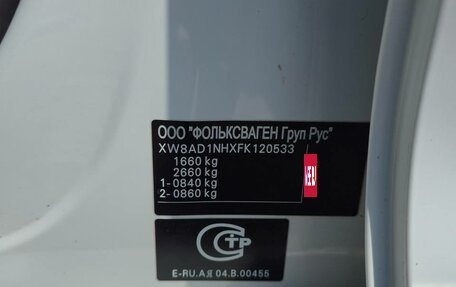 ООО "ФОЛЬКСВАГЕН Груп Рус"
XW8AD1NHXFK120533
1660 kg
2660 kg
1- 0840 kg
2- 0860 kg
СТР
E-RU.АЯ 04.В.00455